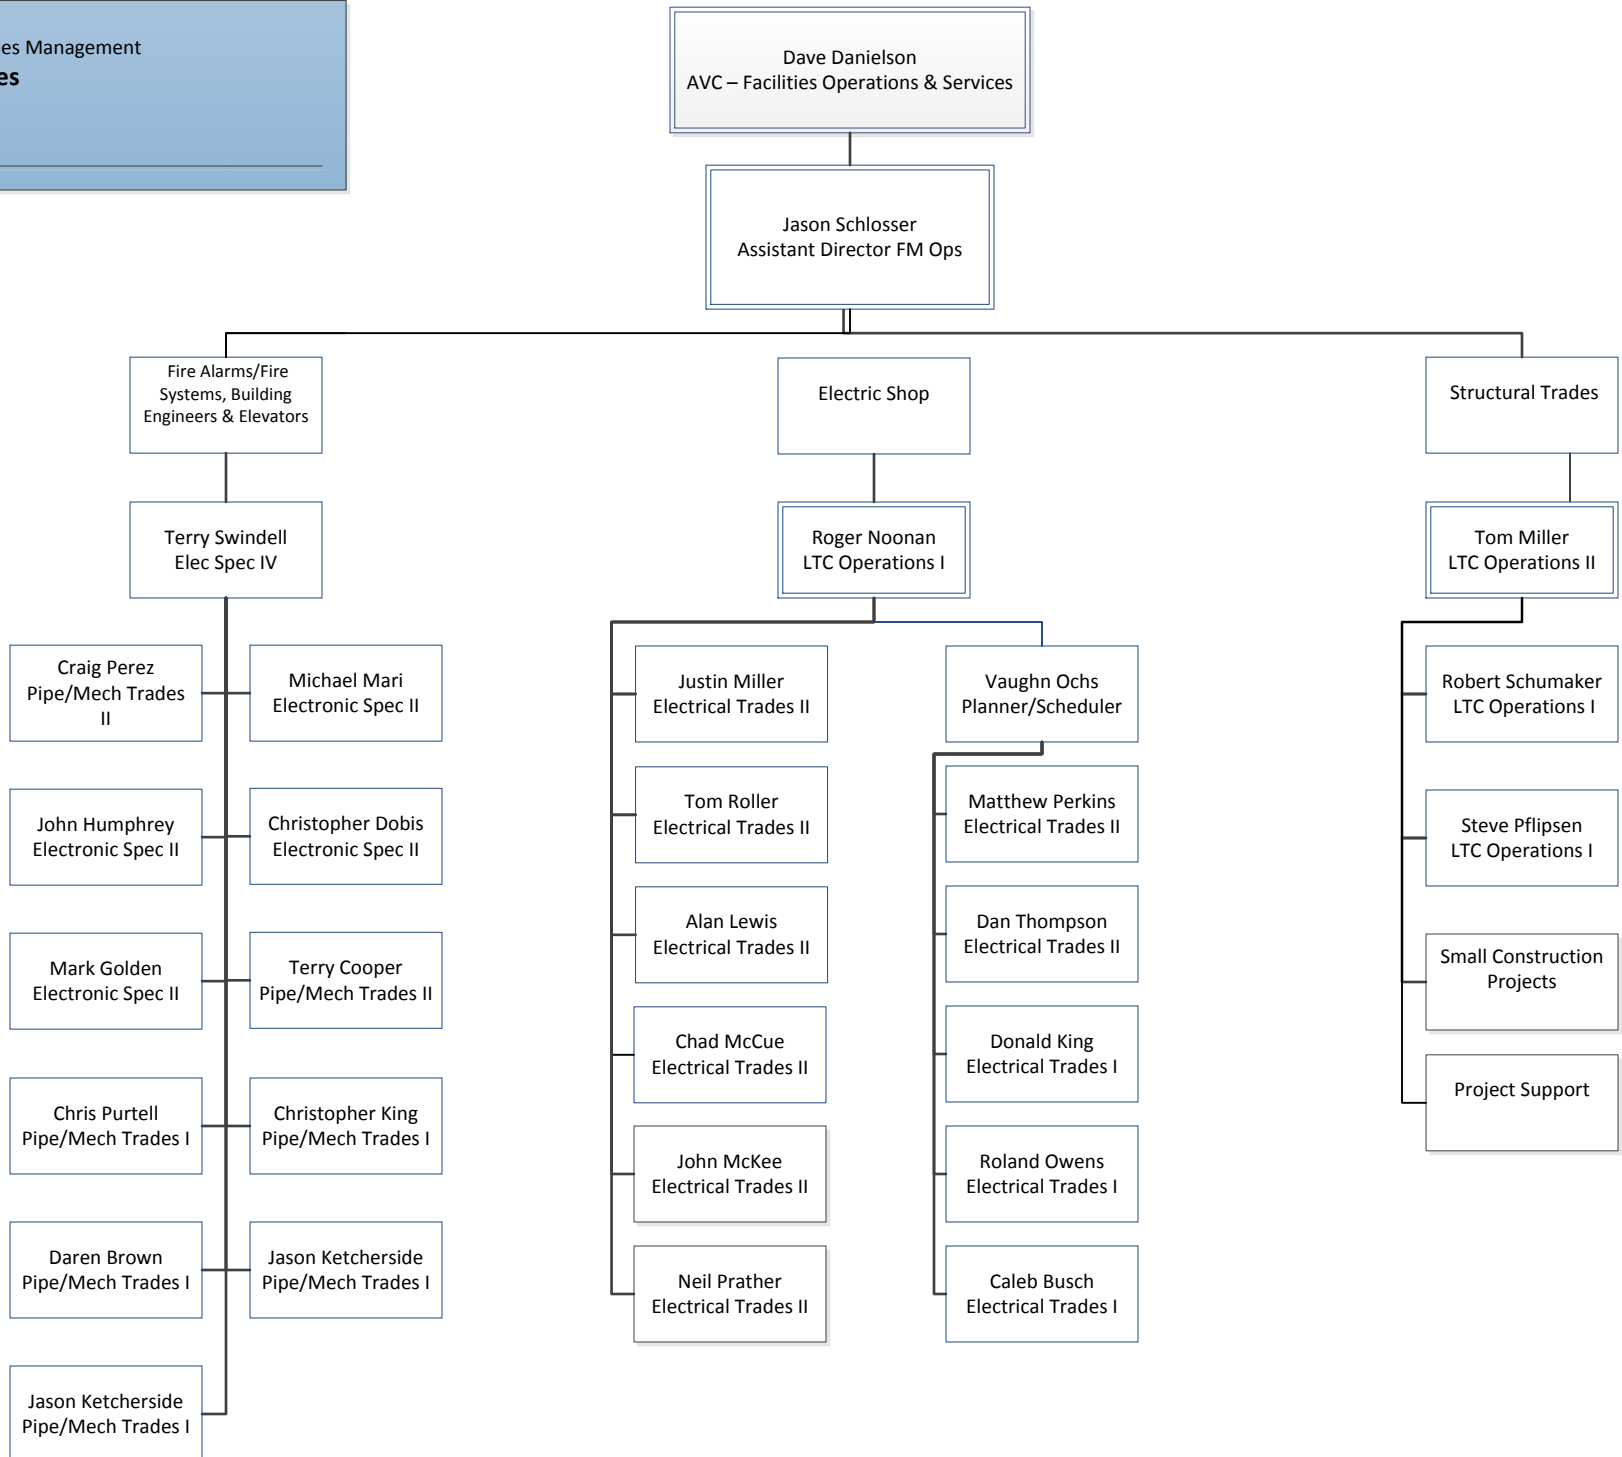 Management
Dave Danielson
AVC – Facilities Operations & Services
Jason Schlosser
Assistant Director FM Ops
Fire Alarms/Fire
Systems, Building
Engineers & Elevators
Electric Shop
Structural Trades
Terry Swindell
Elec Spec IV
Roger Noonan
LTC Operations I
Tom Miller
LTC Operations II
Craig Perez
Pipe/Mech Trades
II
Michael Mari
Electronic Spec II
John Humphrey
Electronic Spec II
Christopher Dobis
Electronic Spec II
Mark Golden
Electronic Spec II
Terry Cooper
Pipe/Mech Trades II
Chris Purtell
Pipe/Mech Trades I
Christopher King
Pipe/Mech Trades I
Daren Brown
Pipe/Mech Trades I
Jason Ketcherside
Pipe/Mech Trades I
Jason Ketcherside
Pipe/Mech Trades I
Justin Miller
Electrical Trades II
Tom Roller
Electrical Trades II
Alan Lewis
Electrical Trades II
Chad McCue
Electrical Trades II
John McKee
Electrical Trades II
Neil Prather
Electrical Trades II
Vaughn Ochs
Planner/Scheduler
Matthew Perkins
Electrical Trades II
Dan Thompson
Electrical Trades II
Donald King
Electrical Trades I
Roland Owens
Electrical Trades I
Caleb Busch
Electrical Trades I
Robert Schumaker
LTC Operations I
Steve Pflipsen
LTC Operations I
Small Construction
Projects
Project Support